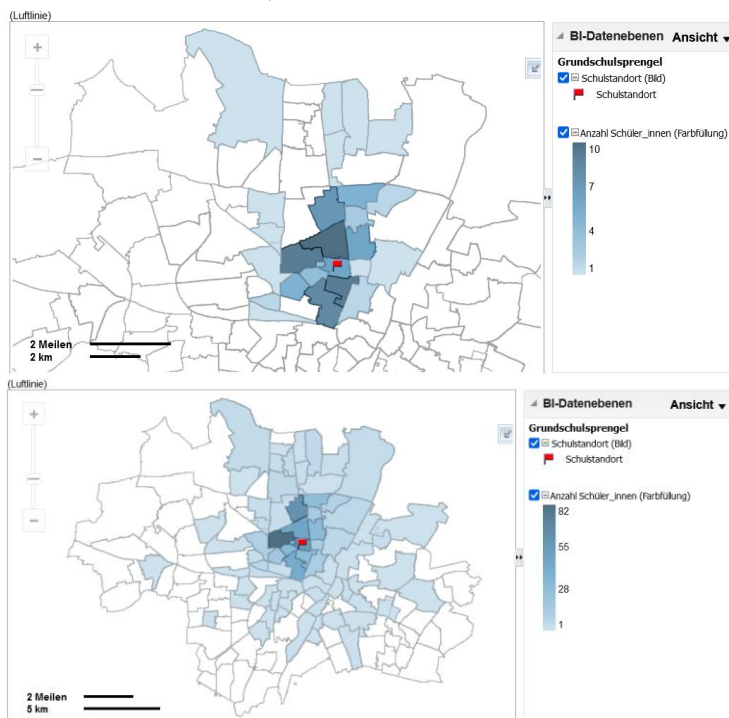 (Luftlinie)
BI-Datenebenen Ansicht
Grundschulsprengel
Schulstandort (Bild)
Schulstandort
Anzahl Schüler_innen (Farbfüllung)
10
7
4
1
2 Meilen
2 km
(Luftlinie)
BI-Datenebenen Ansicht
Grundschulsprengel
Schulstandort (Bild)
Schulstandort
Anzahl Schüler_innen (Farbfüllung)
82
55
28
1
2 Meilen
5 km